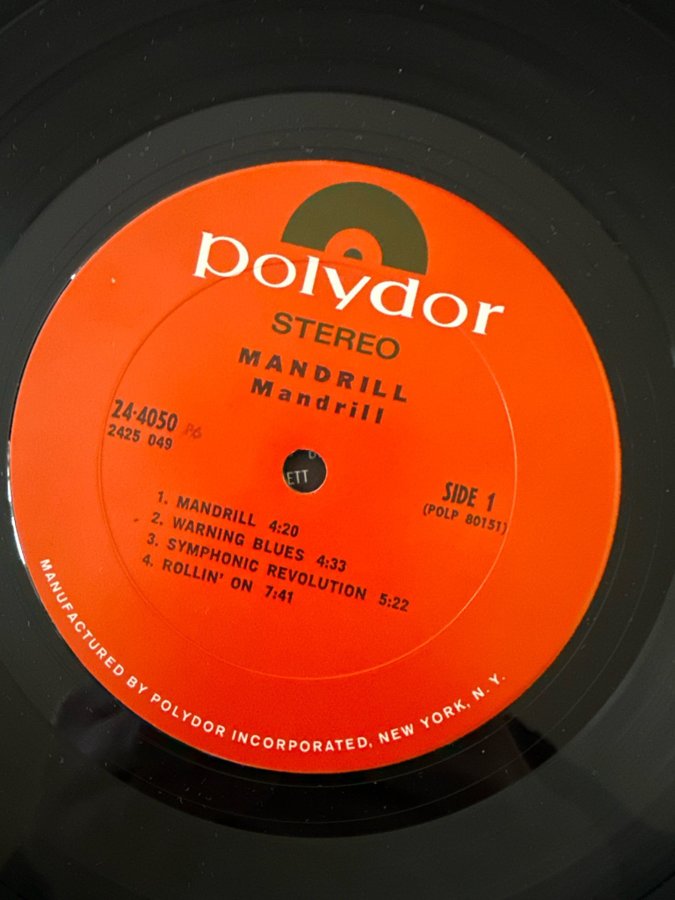 polydor
STEREO
MANDRILL
Mandrill
24-4050
2425 049
SIDE 1
(POLP 80151)
ETT
1. MANDRILL 4:20
2. WARNING BLUES 4:33
3. SYMPHONIC REVOLUTION 5:22
4. ROLLIN' ON 7:41
MANUFACTURED BY POLYDOR INCORPORATED, NEW YORK, N. Y.